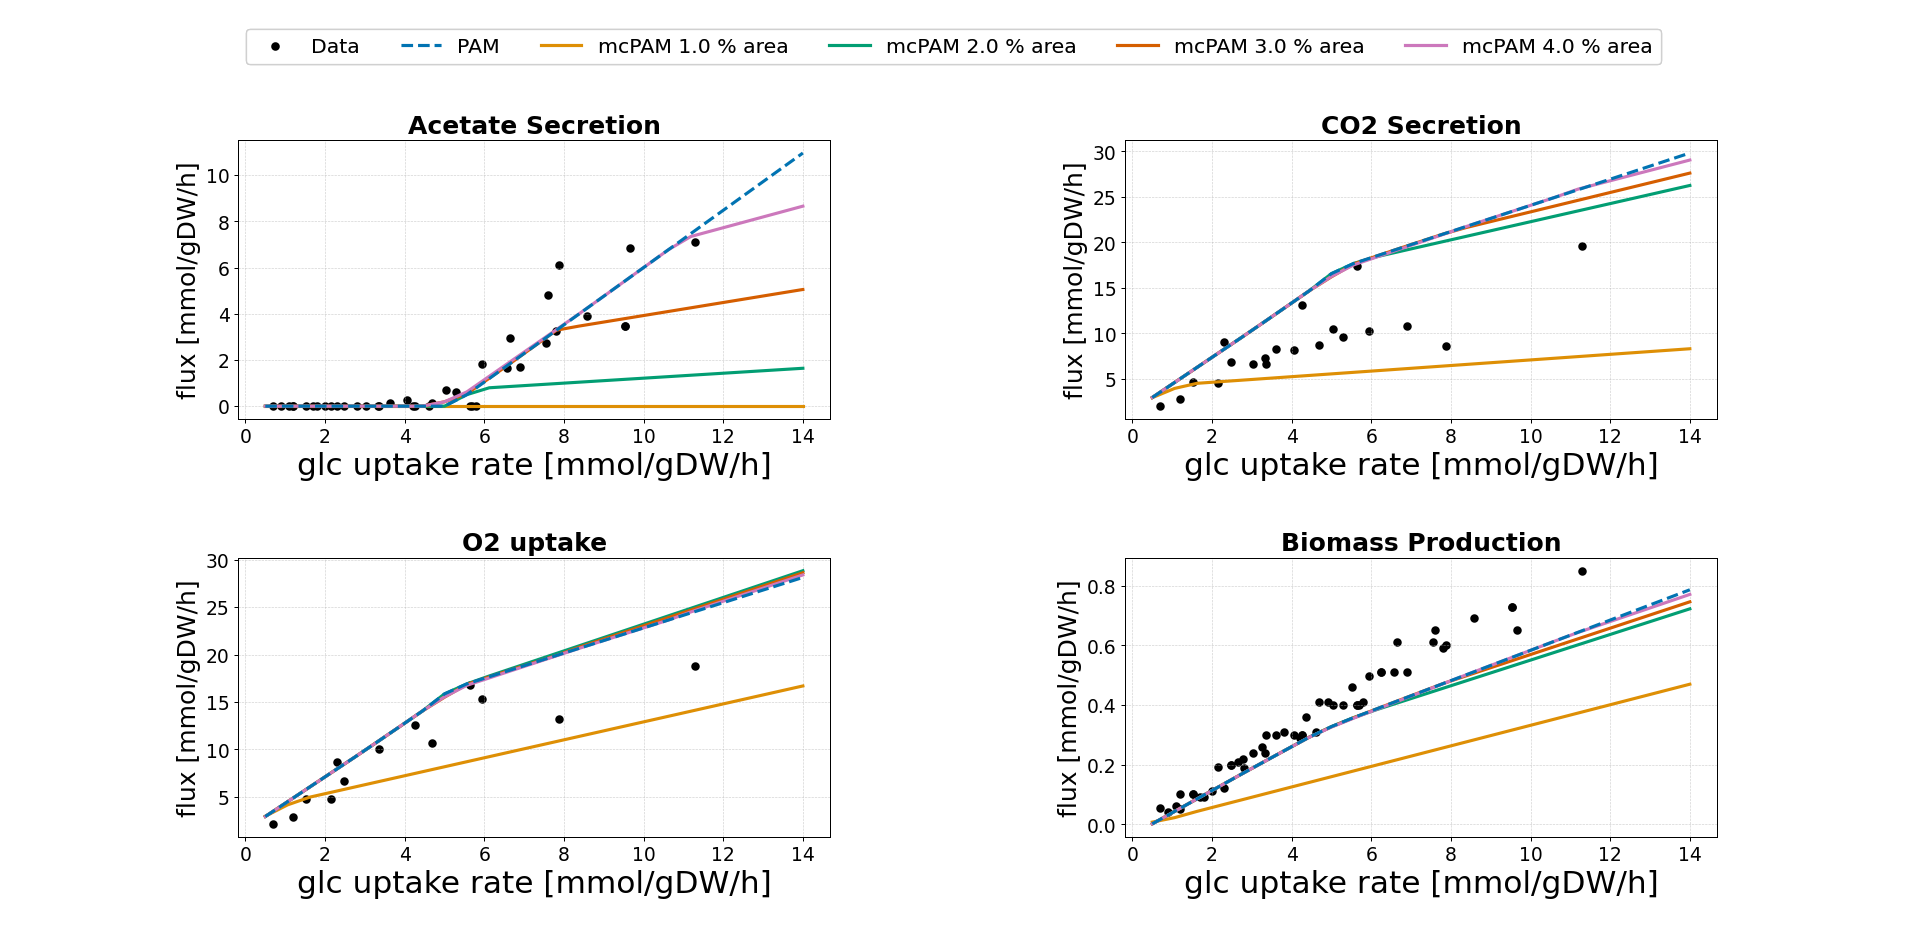 Data PAM mcPAM 1.0 % area mcPAM 2.0 % area mcPAM 3.0 % area mcPAM 4.0 % area
Acetate Secretion
flux [mmol/gDW/h]
10
8
6
4
2
0
0 2 4 6 8 10 12 14
glc uptake rate [mmol/gDW/h]
CO2 Secretion
flux [mmol/gDW/h]
30
25
20
15
10
5
0 2 4 6 8 10 12 14
glc uptake rate [mmol/gDW/h]
O2 uptake
flux [mmol/gDW/h]
30
25
20
15
10
5
0 2 4 6 8 10 12 14
glc uptake rate [mmol/gDW/h]
Biomass Production
flux [mmol/gDW/h]
0.8
0.6
0.4
0.2
0.0
0 2 4 6 8 10 12 14
glc uptake rate [mmol/gDW/h]